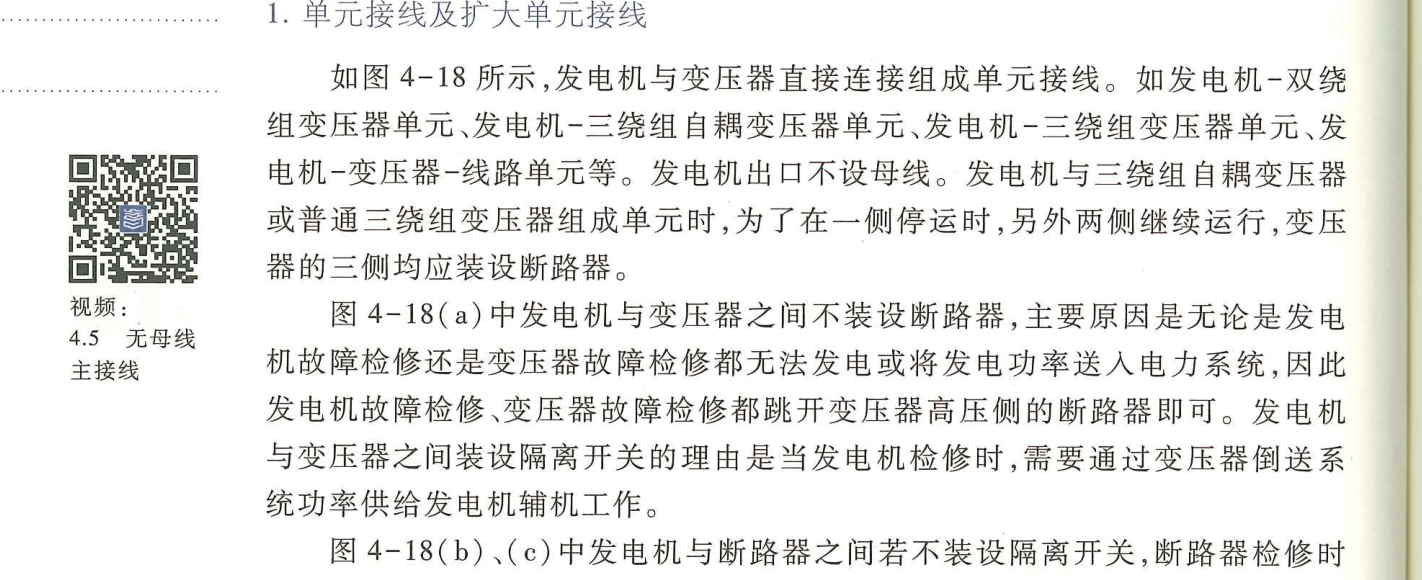 1. 单元接线及扩大单元接线
如图 4-18 所示,发电机与变压器直接连接组成单元接线。如发电机-双绕
组变压器单元、发电机-三绕组自耦变压器单元、发电机-三绕组变压器单元、发
电机-变压器-线路单元等。发电机出口不设母线。发电机与三绕组自耦变压器
或普通三绕组变压器组成单元时,为了在一侧停运时,另外两侧继续运行,变压
器的三侧均应装设断路器。
图 4-18(a)中发电机与变压器之间不装设断路器,主要原因是无论是发电
机故障检修还是变压器故障检修都无法发电或将发电功率送入电力系统,因此
发电机故障检修、变压器故障检修都跳开变压器高压侧的断路器即可。发电机
与变压器之间装设隔离开关的理由是当发电机检修时,需要通过变压器倒送系
统功率供给发电机辅机工作。
图 4-18(b)、(c)中发电机与断路器之间若不装设隔离开关,断路器检修时
视频:
4.5 无母线
主接线